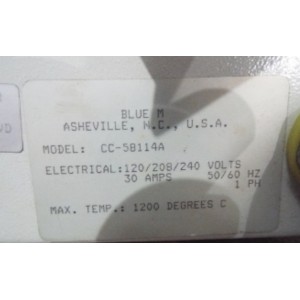 BLUE M
ASHEVILLE, N.C., U.S.A.
MODEL: CC-58114A
ELECTRICAL:120/208/240 VOLTS
30 AMPS 50/60 HZ
1 PH
MAX. TEMP.: 1200 DEGREES C